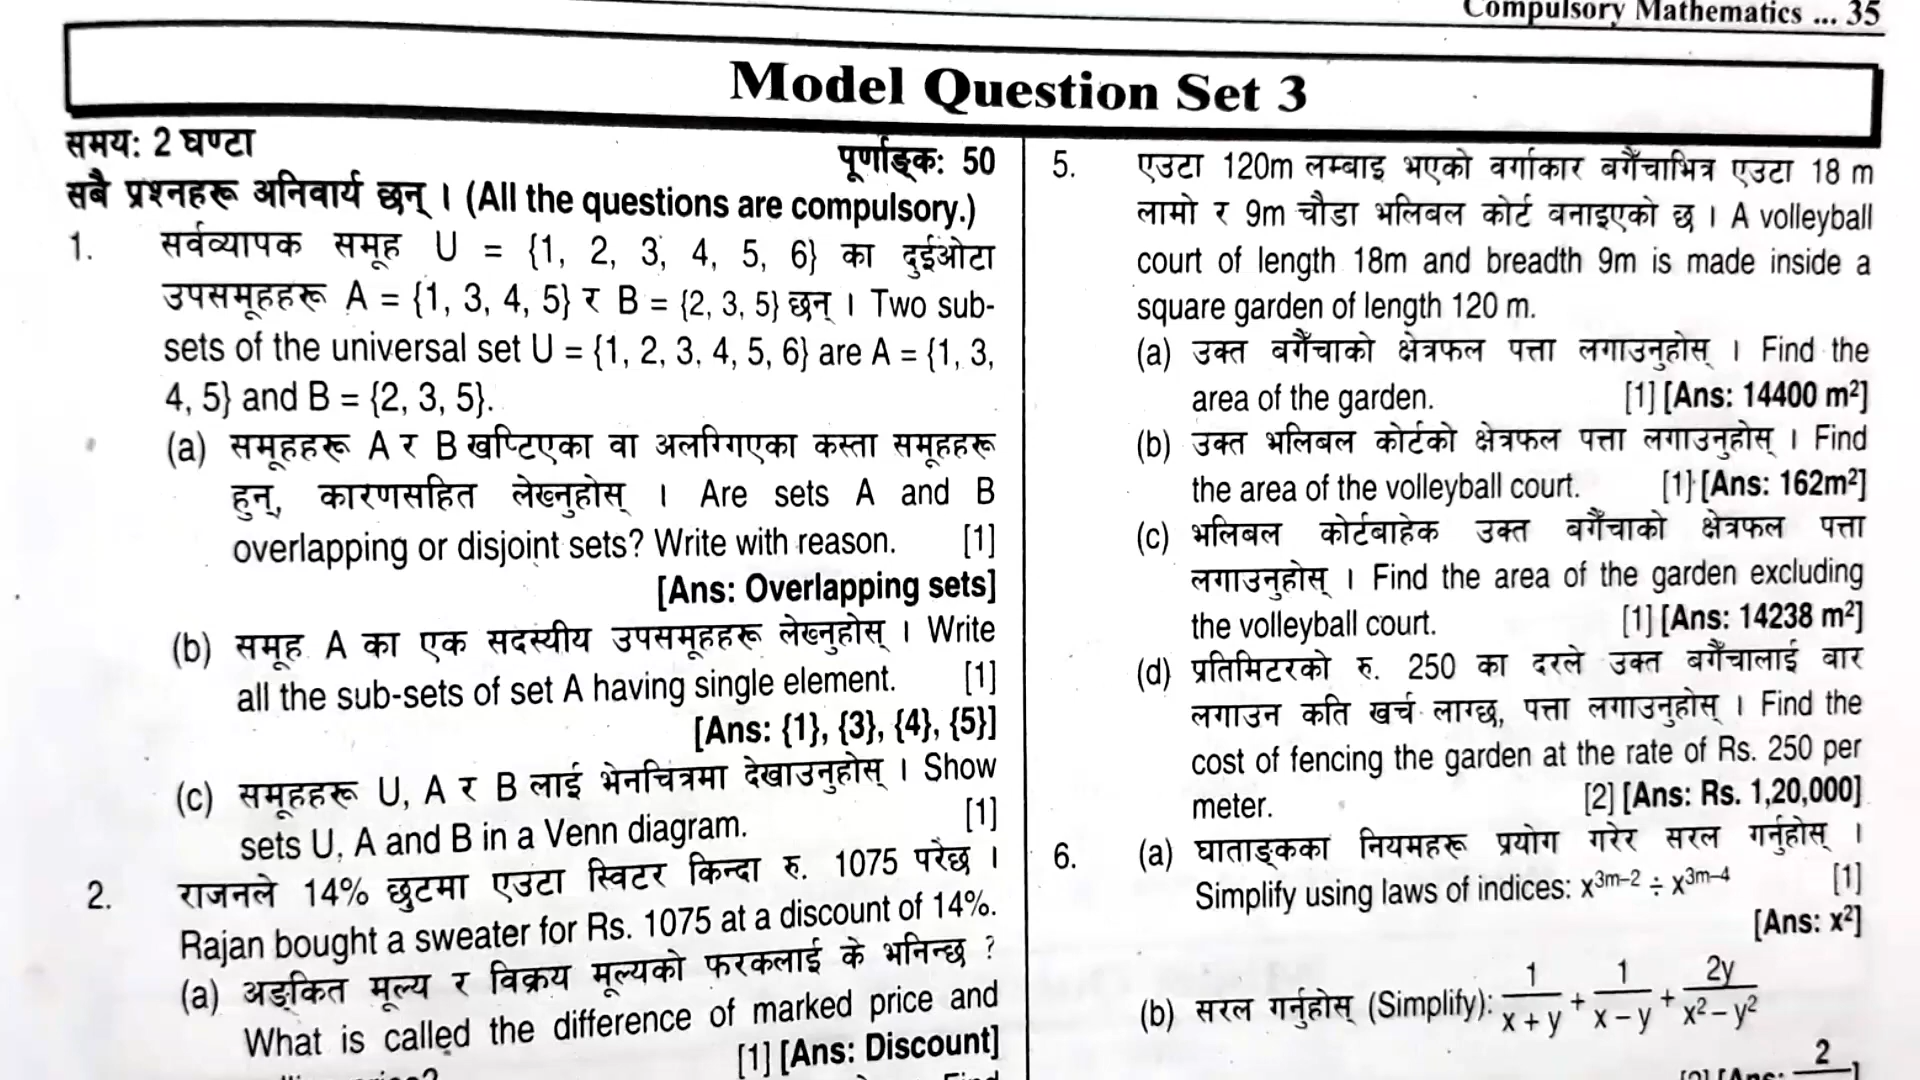 Compulsory Mathematics ... 35
Model Question Set 3
समय: 2 घण्टा
पूर्णाङ्क: 50
सबै प्रश्नहरू अनिवार्य छन् । (All the questions are compulsory.)
1. सर्वव्यापक समूह U = {1, 2, 3, 4, 5, 6} का दुईओटा
उपसमूहहरू A = {1, 3, 4, 5} र B = {2, 3, 5} छन् । Two sub-
sets of the universal set U = {1, 2, 3, 4, 5, 6} are A = {1, 3,
4, 5} and B = {2, 3, 5}.
(a) समूहहरू A र B खप्टिएका वा अलग्गिएका कस्ता समूहहरू
हुन्, कारणसहित लेख्नुहोस् । Are sets A and B
overlapping or disjoint sets? Write with reason. [1]
[Ans: Overlapping sets]
(b) समूह A का एक सदस्यीय उपसमूहहरू लेख्नुहोस् । Write
all the sub-sets of set A having single element. [1]
[Ans: {1}, {3}, {4}, {5}]
(c) समूहहरू U, A र B लाई भेनचित्रमा देखाउनुहोस् । Show
sets U, A and B in a Venn diagram. [1]
2. राजनले 14% छुटमा एउटा स्विटर किन्दा रु. 1075 परेछ ।
Rajan bought a sweater for Rs. 1075 at a discount of 14%.
(a) अङ्कित मूल्य र विक्रय मूल्यको फरकलाई के भनिन्छ ?
What is called the difference of marked price and
[1] [Ans: Discount]
5. एउटा 120m लम्बाइ भएको वर्गाकार बगैँचाभित्र एउटा 18 m
लामो र 9m चौडा भलिबल कोर्ट बनाइएको छ । A volleyball
court of length 18m and breadth 9m is made inside a
square garden of length 120 m.
(a) उक्त बगैँचाको क्षेत्रफल पत्ता लगाउनुहोस् । Find the
area of the garden. [1] [Ans: 14400 m²]
(b) उक्त भलिबल कोर्टको क्षेत्रफल पत्ता लगाउनुहोस् । Find
the area of the volleyball court. [1] [Ans: 162m²]
(c) भलिबल कोर्टबाहेक उक्त बगैँचाको क्षेत्रफल पत्ता
लगाउनुहोस् । Find the area of the garden excluding
the volleyball court. [1] [Ans: 14238 m²]
(d) प्रतिमिटरको रु. 250 का दरले उक्त बगैँचालाई बार
लगाउन कति खर्च लाग्छ, पत्ता लगाउनुहोस् । Find the
cost of fencing the garden at the rate of Rs. 250 per
meter. [2] [Ans: Rs. 1,20,000]
6. (a) घाताङ्कका नियमहरू प्रयोग गरेर सरल गर्नुहोस् ।
Simplify using laws of indices: x³ᵐ⁻² ÷ x³ᵐ⁻⁴ [1]
[Ans: x²]
(b) सरल गर्नुहोस् (Simplify): 1/(x + y) + 1/(x – y) + 2y/(x² – y²)
2